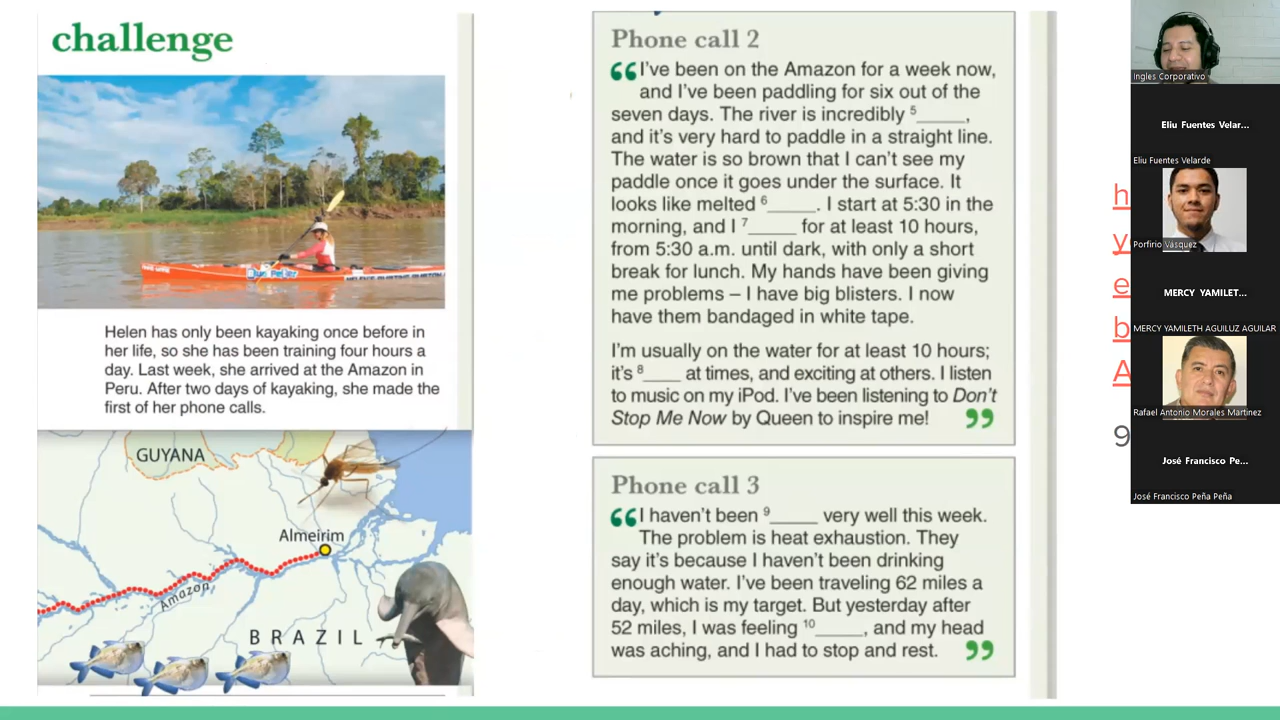 challenge
Helen has only been kayaking once before in
her life, so she has been training four hours a
day. Last week, she arrived at the Amazon in
Peru. After two days of kayaking, she made the
first of her phone calls.
GUYANA
Almeirim
Amazon
BRAZIL
Phone call 2
“I’ve been on the Amazon for a week now,
and I’ve been paddling for six out of the
seven days. The river is incredibly 5_____,
and it’s very hard to paddle in a straight line.
The water is so brown that I can’t see my
paddle once it goes under the surface. It
looks like melted 6_____. I start at 5:30 in the
morning, and I 7_____ for at least 10 hours,
from 5:30 a.m. until dark, with only a short
break for lunch. My hands have been giving
me problems – I have big blisters. I now
have them bandaged in white tape.
I’m usually on the water for at least 10 hours;
it’s 8____ at times, and exciting at others. I listen
to music on my iPod. I’ve been listening to Don’t
Stop Me Now by Queen to inspire me! ”
Phone call 3
“I haven’t been 9_____ very well this week.
The problem is heat exhaustion. They
say it’s because I haven’t been drinking
enough water. I’ve been traveling 62 miles a
day, which is my target. But yesterday after
52 miles, I was feeling 10_____, and my head
was aching, and I had to stop and rest. ”
h
y
e
b
A
9
Ingles Corporativo
Eliu Fuentes Velar...
Eliu Fuentes Velarde
Porfirio Vasquez
MERCY YAMILET...
MERCY YAMILETH AGUILUZ AGUILAR
Rafael Antonio Morales Martinez
José Francisco Pe...
José Francisco Peña Peña